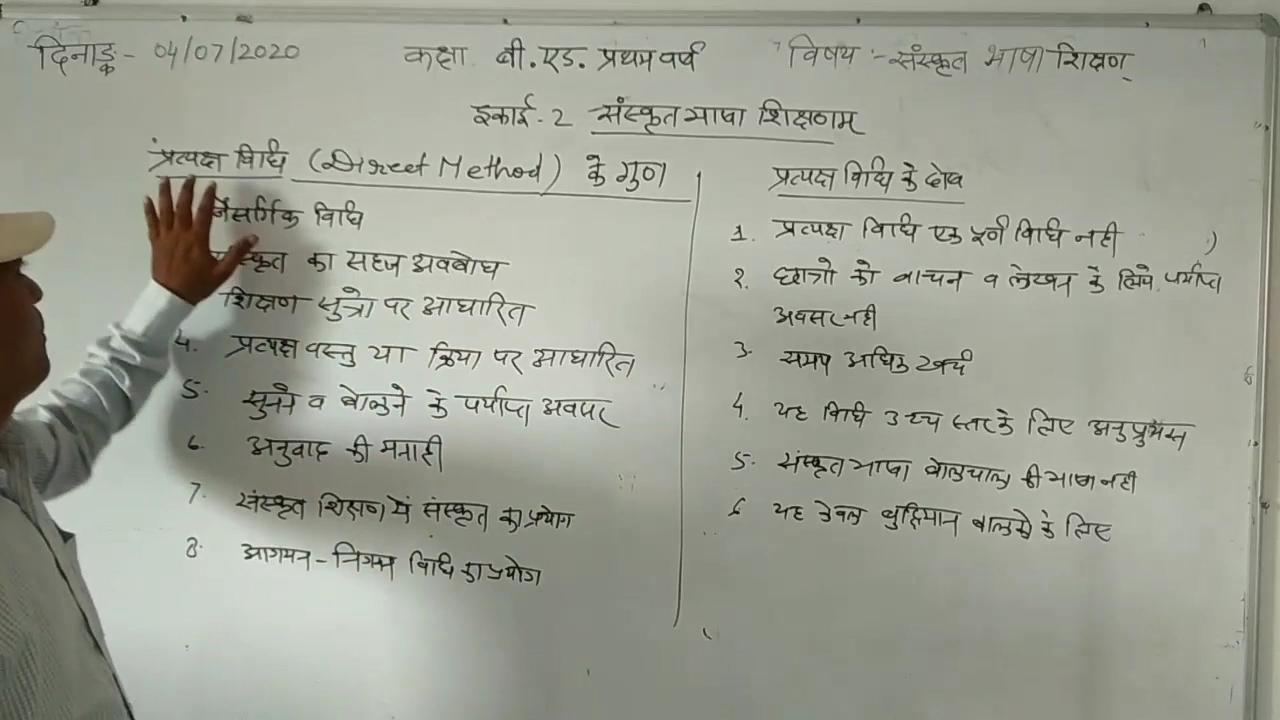 दिनाङ्क - 04/07/2020 कक्षा बी.एड. प्रथम वर्ष विषय :- संस्कृत भाषा शिक्षण
इकाई - 2 संस्कृत भाषा शिक्षणम्
प्रत्यक्ष विधि (Direct Method) के गुण
नैसर्गिक विधि
संस्कृत का सहज अवबोध
शिक्षण सुत्रो पर आधारित
4. प्रत्यक्ष वस्तु या क्रिया पर आधारित
5. सुनने व बोलने के पर्याप्त अवसर
6. अनुवाद की मनाही
7. संस्कृत शिक्षण में संस्कृत का प्रयोग
8. आगमन - निगमन विधि का प्रयोग
प्रत्यक्ष विधि के दोष
1. प्रत्यक्ष विधि एक पूर्ण विधि नही
2. छात्रो को वाचन व लेखन के लिये पर्याप्त
अवसर नही
3. समय अधिक खर्च
4. यह विधि उच्च स्तर के लिए
5. संस्कृत भाषा बोलचाल की भाषा नही
6 यह केवल बुद्धिमान बालको के लिए